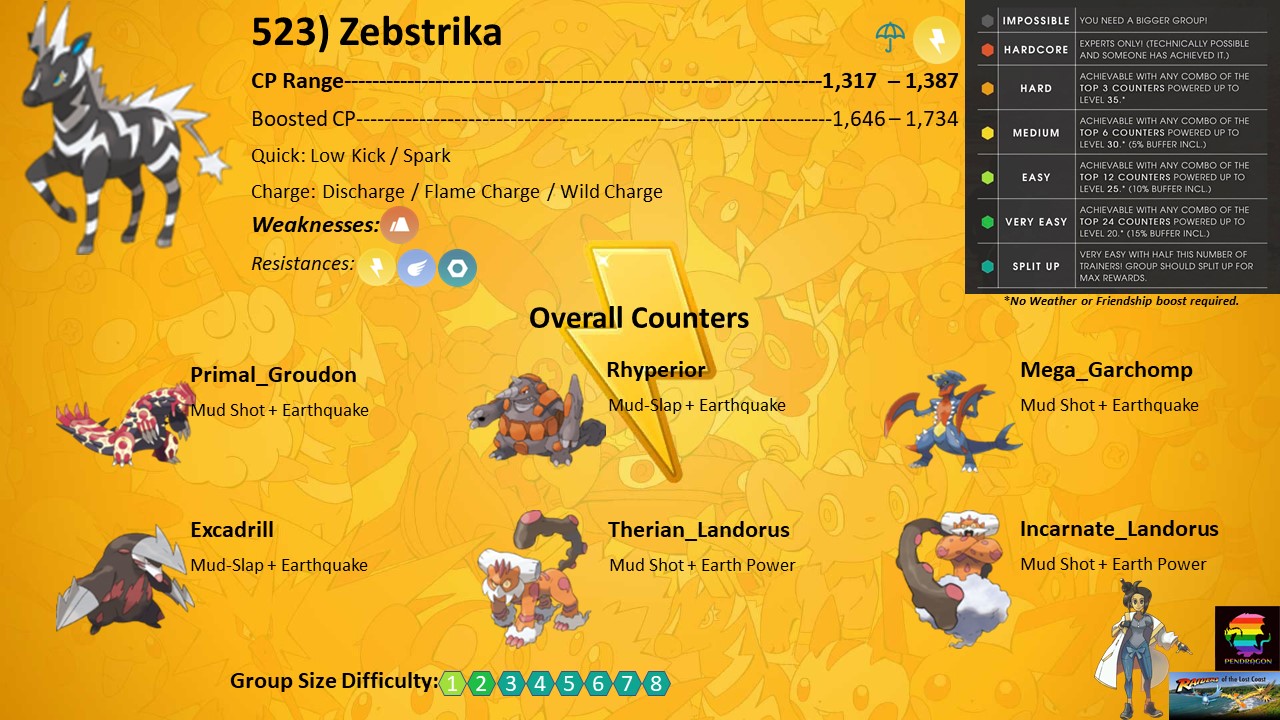 523) Zebstrika
CP Range--------------------------------------------------------------------1,317 – 1,387
Boosted CP--------------------------------------------------------------------1,646 – 1,734
Quick: Low Kick / Spark
Charge: Discharge / Flame Charge / Wild Charge
Weaknesses:
Resistances:
IMPOSSIBLE YOU NEED A BIGGER GROUP!
HARDCORE EXPERTS ONLY! (TECHNICALLY POSSIBLE
AND SOMEONE HAS ACHIEVED IT.)
HARD ACHIEVABLE WITH ANY COMBO OF THE
TOP 3 COUNTERS POWERED UP TO
LEVEL 35.*
MEDIUM ACHIEVABLE WITH ANY COMBO OF THE
TOP 6 COUNTERS POWERED UP TO
LEVEL 30.* (5% BUFFER INCL.)
EASY ACHIEVABLE WITH ANY COMBO OF THE
TOP 12 COUNTERS POWERED UP TO
LEVEL 25.* (10% BUFFER INCL.)
VERY EASY ACHIEVABLE WITH ANY COMBO OF THE
TOP 24 COUNTERS POWERED UP TO
LEVEL 20.* (15% BUFFER INCL.)
SPLIT UP VERY EASY WITH HALF THIS NUMBER OF
TRAINERS! GROUP SHOULD SPLIT UP FOR
MAX REWARDS.
*No Weather or Friendship boost required.
Overall Counters
Primal_Groudon
Mud Shot + Earthquake
Rhyperior
Mud-Slap + Earthquake
Mega_Garchomp
Mud Shot + Earthquake
Excadrill
Mud-Slap + Earthquake
Therian_Landorus
Mud Shot + Earth Power
Incarnate_Landorus
Mud Shot + Earth Power
Group Size Difficulty: 1 2 3 4 5 6 7 8
PENDRAGON
RAIDERS of the Lost Coast